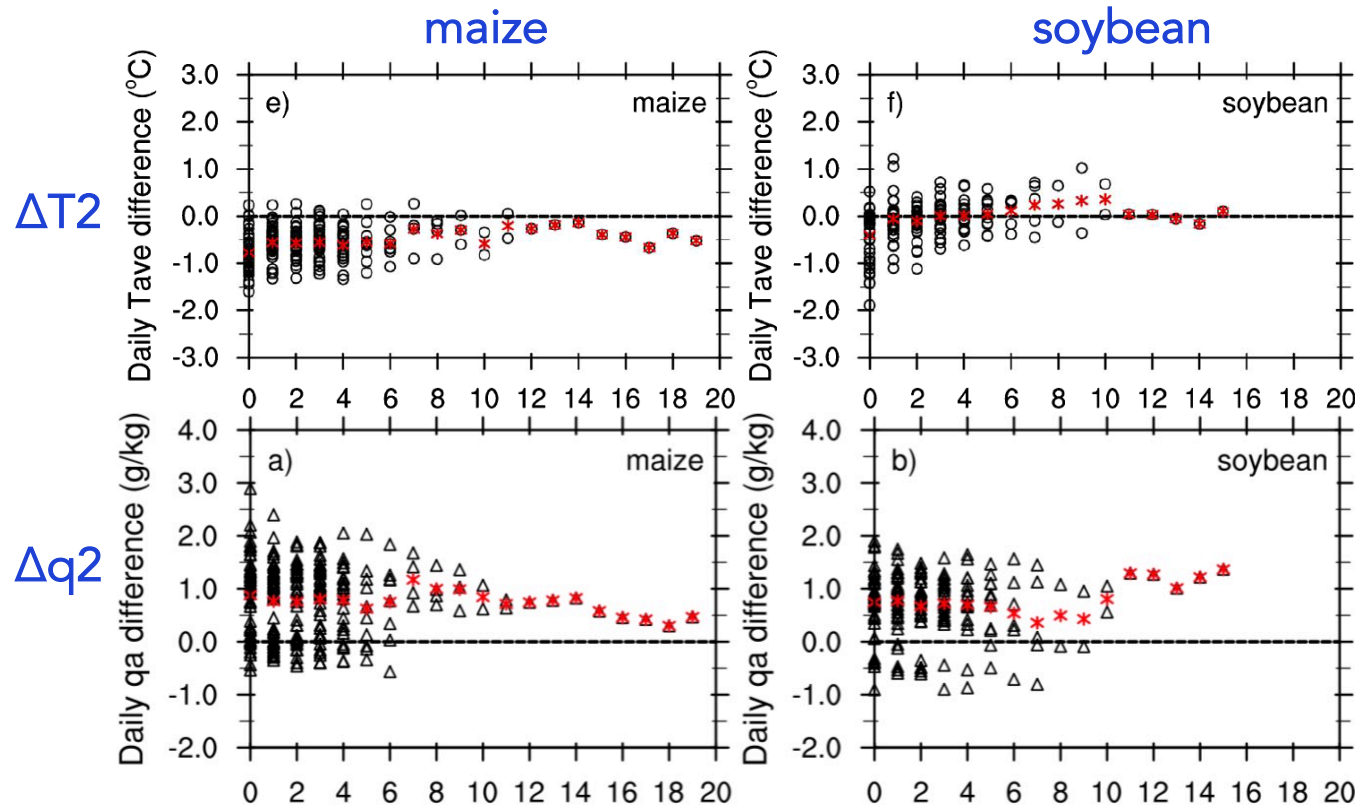 maize
soybean
ΔT2
Daily Tave difference (°C)
3.0
2.0
1.0
0.0
-1.0
-2.0
-3.0
e)
maize
0 2 4 6 8 10 12 14 16 18 20
Daily Tave difference (°C)
3.0
2.0
1.0
0.0
-1.0
-2.0
-3.0
f)
soybean
0 2 4 6 8 10 12 14 16 18 20
Δq2
Daily qa difference (g/kg)
4.0
3.0
2.0
1.0
0.0
-1.0
-2.0
a)
maize
0 2 4 6 8 10 12 14 16 18 20
Daily qa difference (g/kg)
4.0
3.0
2.0
1.0
0.0
-1.0
-2.0
b)
soybean
0 2 4 6 8 10 12 14 16 18 20